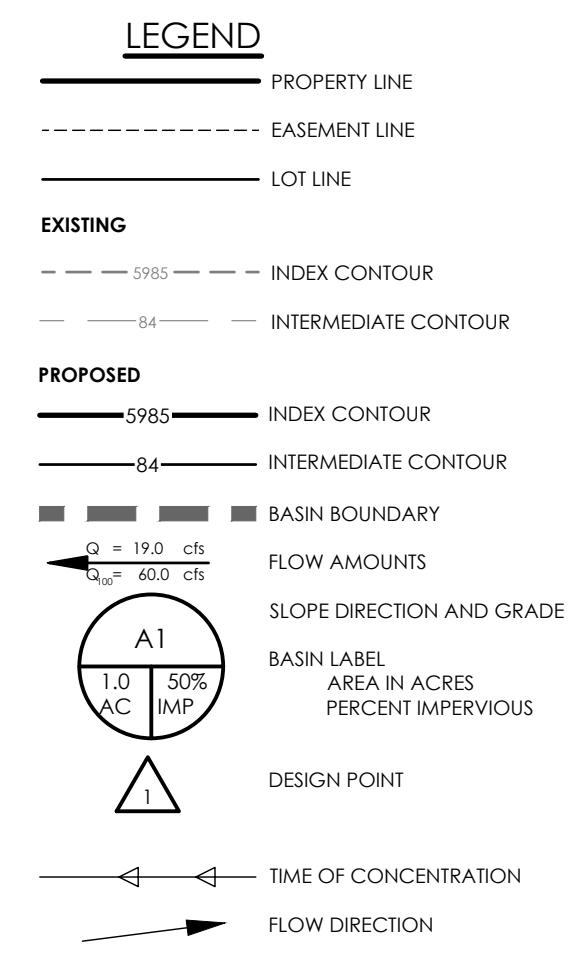 LEGEND
PROPERTY LINE
EASEMENT LINE
LOT LINE
EXISTING
5985 INDEX CONTOUR
84 INTERMEDIATE CONTOUR
PROPOSED
5985 INDEX CONTOUR
84 INTERMEDIATE CONTOUR
BASIN BOUNDARY
Q = 19.0 cfs
Q100= 60.0 cfs
FLOW AMOUNTS
SLOPE DIRECTION AND GRADE
A1
1.0 AC
50% IMP
BASIN LABEL
AREA IN ACRES
PERCENT IMPERVIOUS
1
DESIGN POINT
TIME OF CONCENTRATION
FLOW DIRECTION